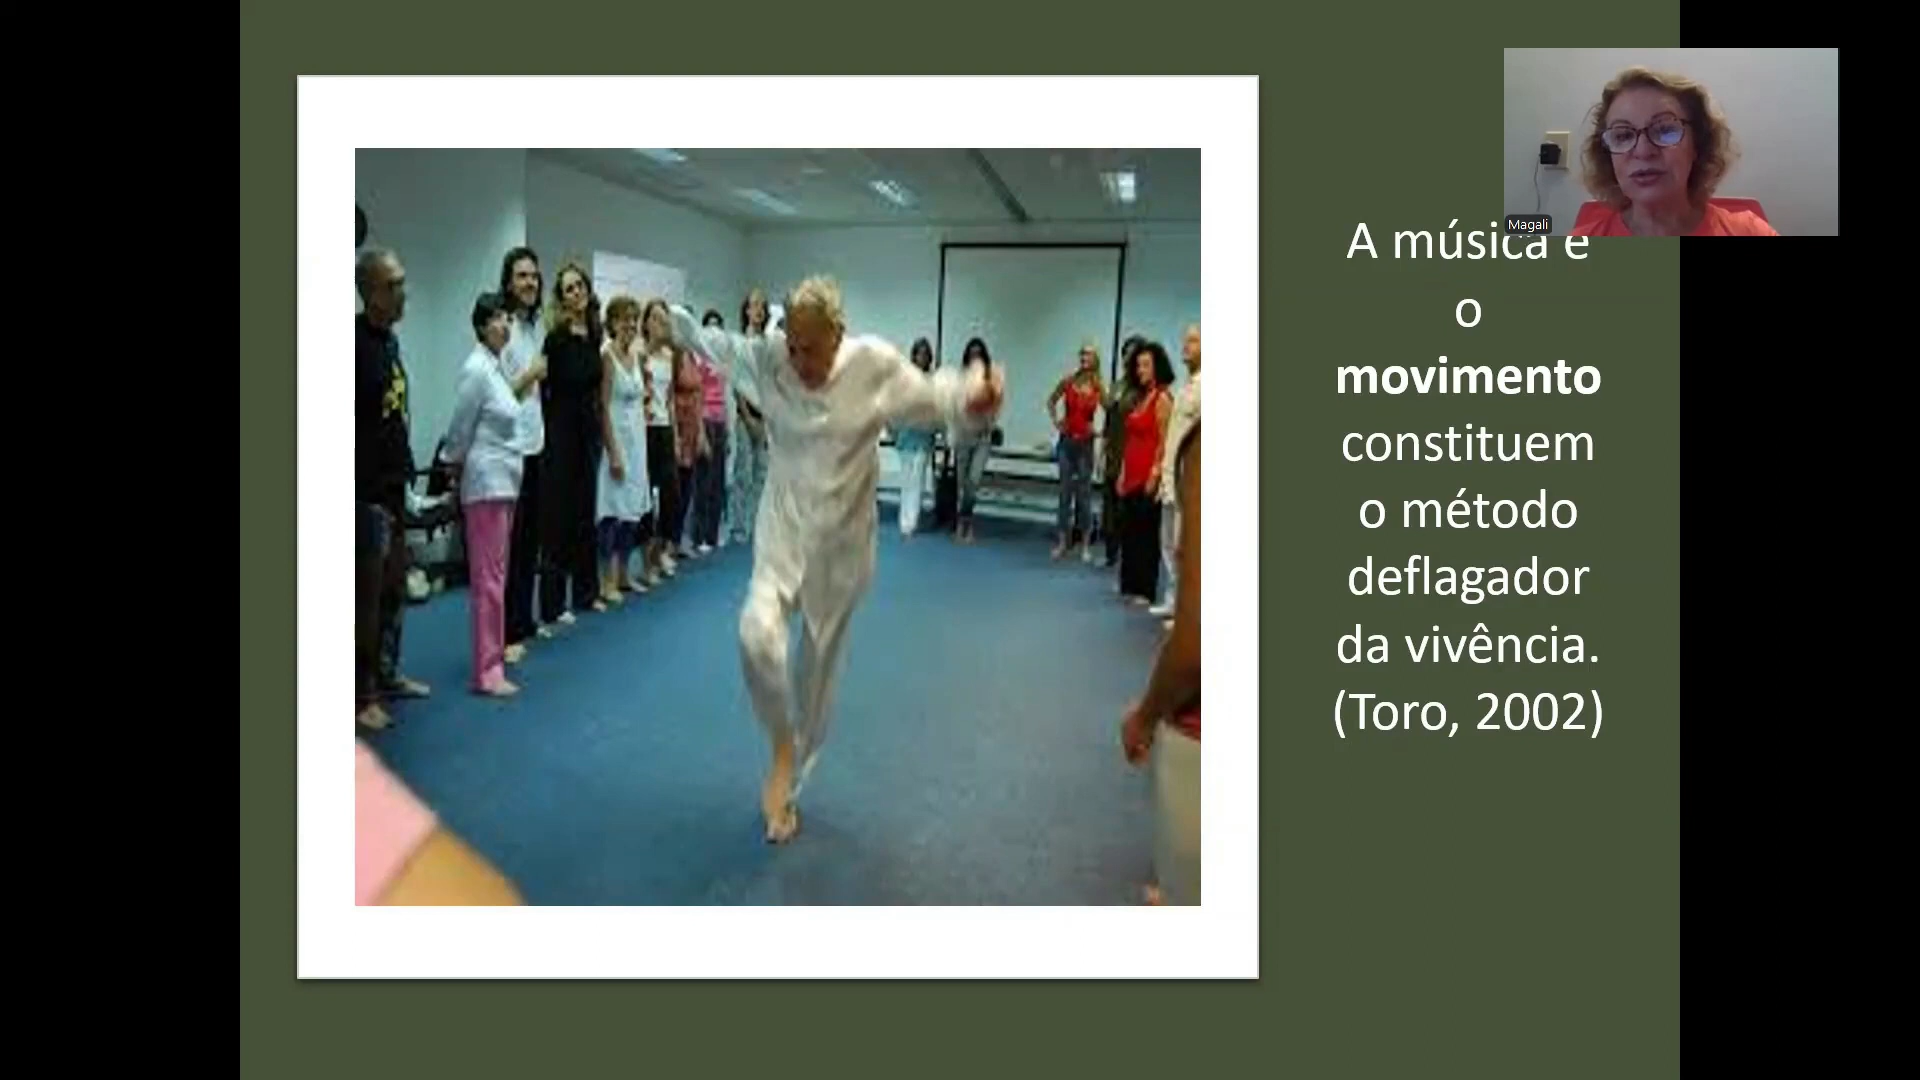 Magali
A música e
o
movimento
constituem
o método
deflagador
da vivência.
(Toro, 2002)